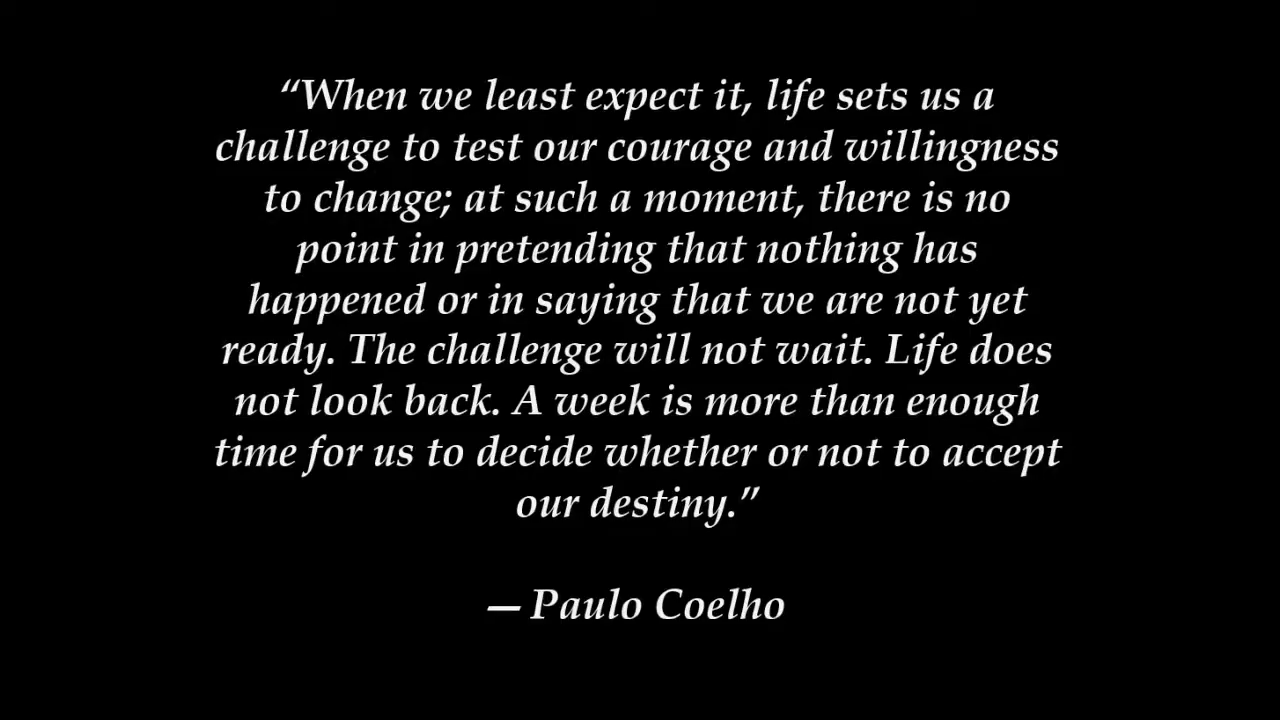 “When we least expect it, life sets us a
challenge to test our courage and willingness
to change; at such a moment, there is no
point in pretending that nothing has
happened or in saying that we are not yet
ready. The challenge will not wait. Life does
not look back. A week is more than enough
time for us to decide whether or not to accept
our destiny.”
— Paulo Coelho